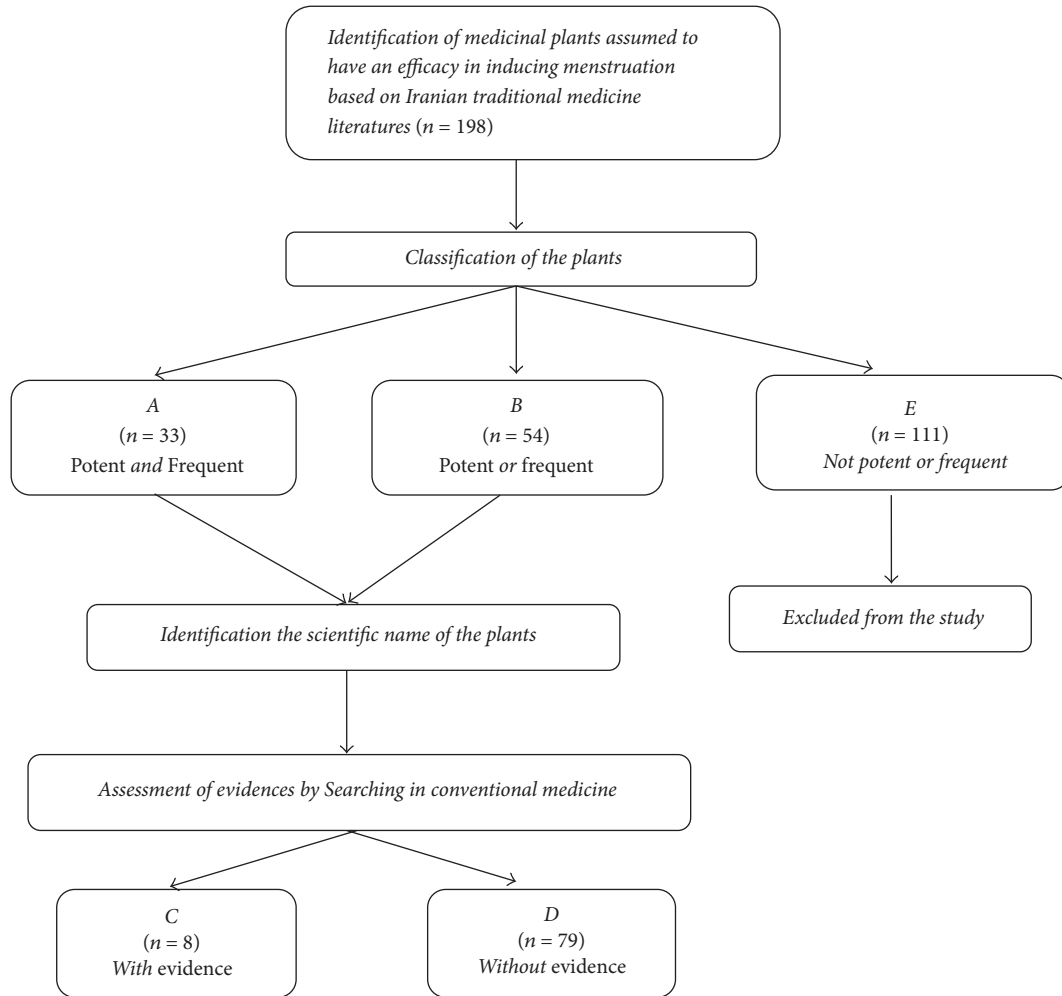 Identification of medicinal plants assumed to
have an efficacy in inducing menstruation
based on Iranian traditional medicine
literatures (n = 198)
Classification of the plants
A
(n = 33)
Potent and Frequent
B
(n = 54)
Potent or frequent
E
(n = 111)
Not potent or frequent
Identification the scientific name of the plants
Excluded from the study
Assessment of evidences by Searching in conventional medicine
C
(n = 8)
With evidence
D
(n = 79)
Without evidence